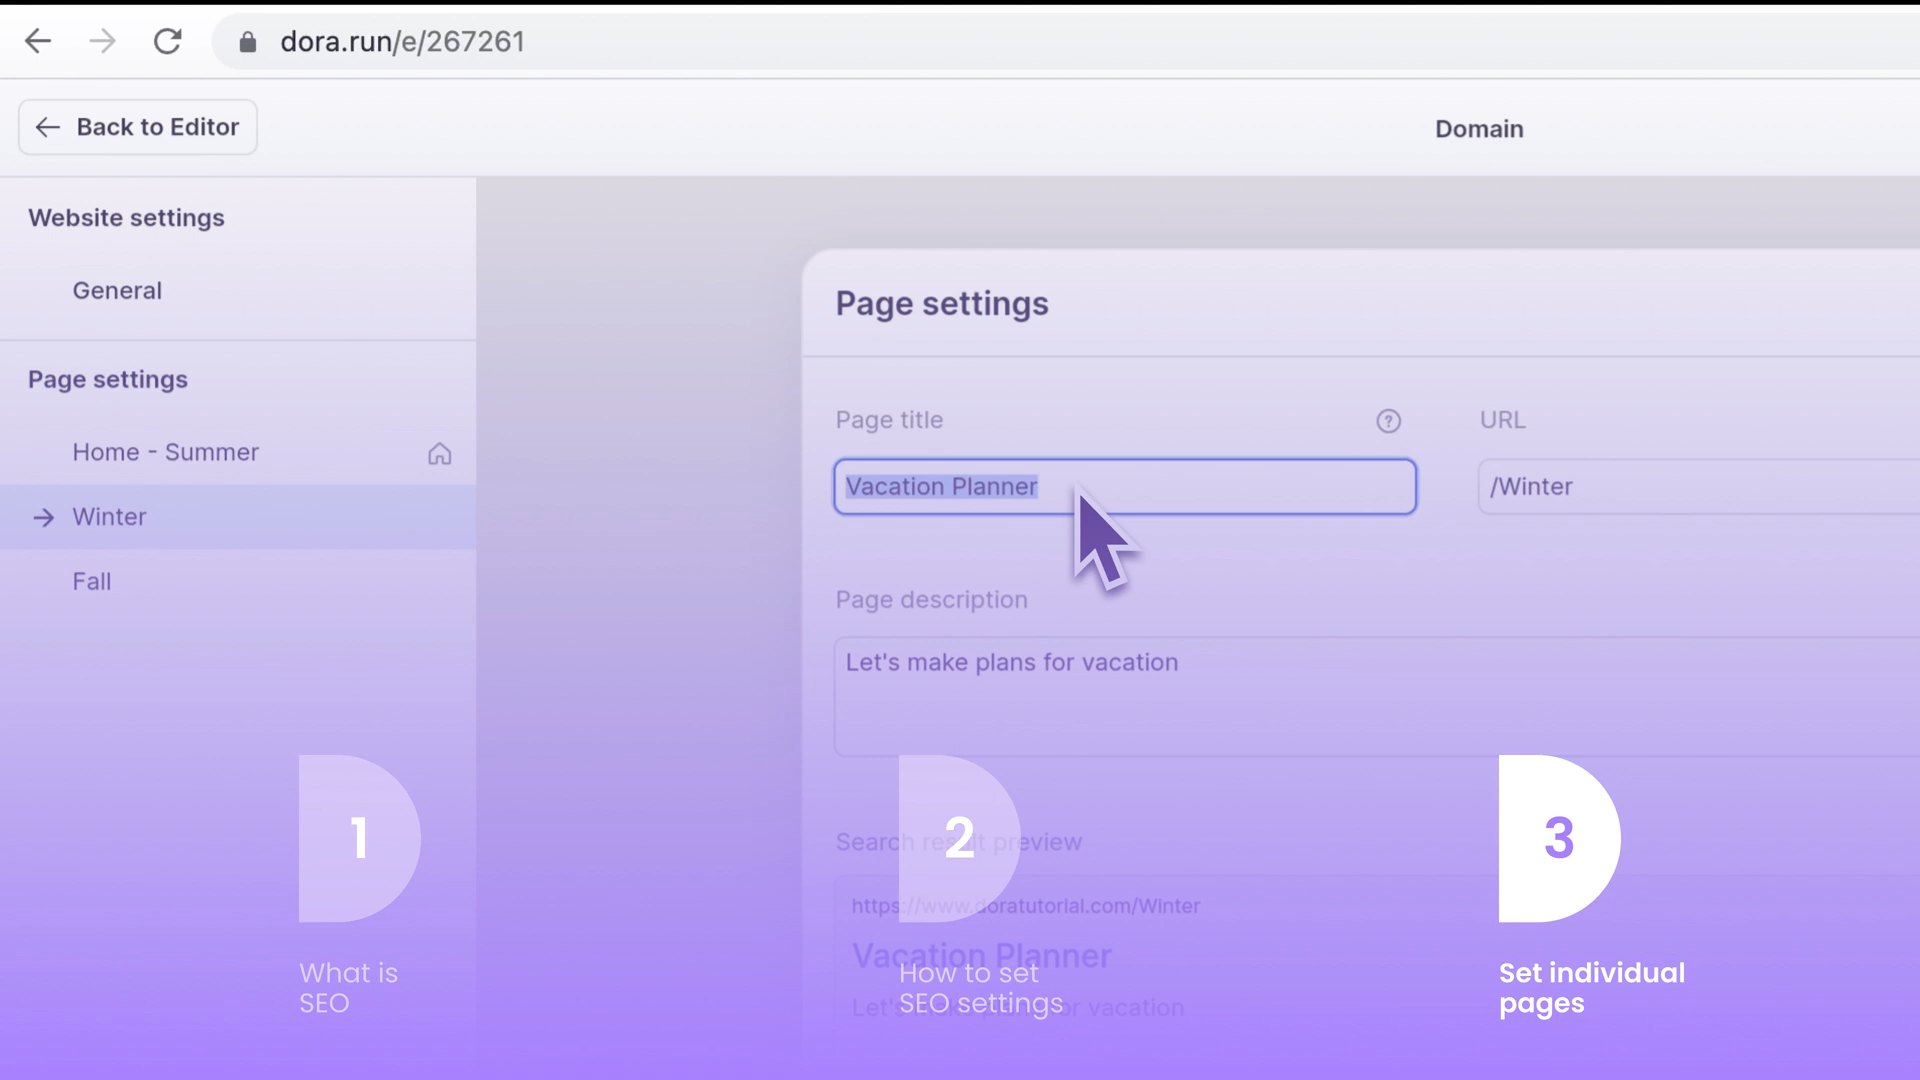 dora.run/e/267261
Back to Editor
Domain
Website settings
General
Page settings
Home - Summer
Winter
Fall
Page settings
Page title
URL
Vacation Planner
/Winter
Page description
Let's make plans for vacation
Search result preview
https://www.doratutorial.com/Winter
Vacation Planner
Let's make plans for vacation
1
What is
SEO
2
How to set
SEO settings
3
Set individual
pages